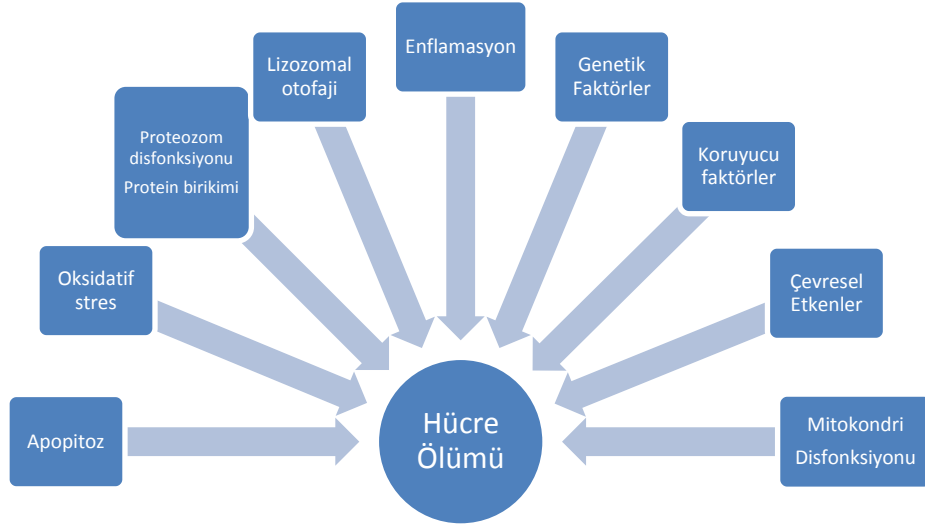 Enflamasyon
Lizozomal
otofaji
Genetik
Faktörler
Proteozom
disfonksiyonu
Protein birikimi
Koruyucu
faktörler
Oksidatif
stres
Çevresel
Etkenler
Apopitoz
Hücre
Ölümü
Mitokondri
Disfonksiyonu